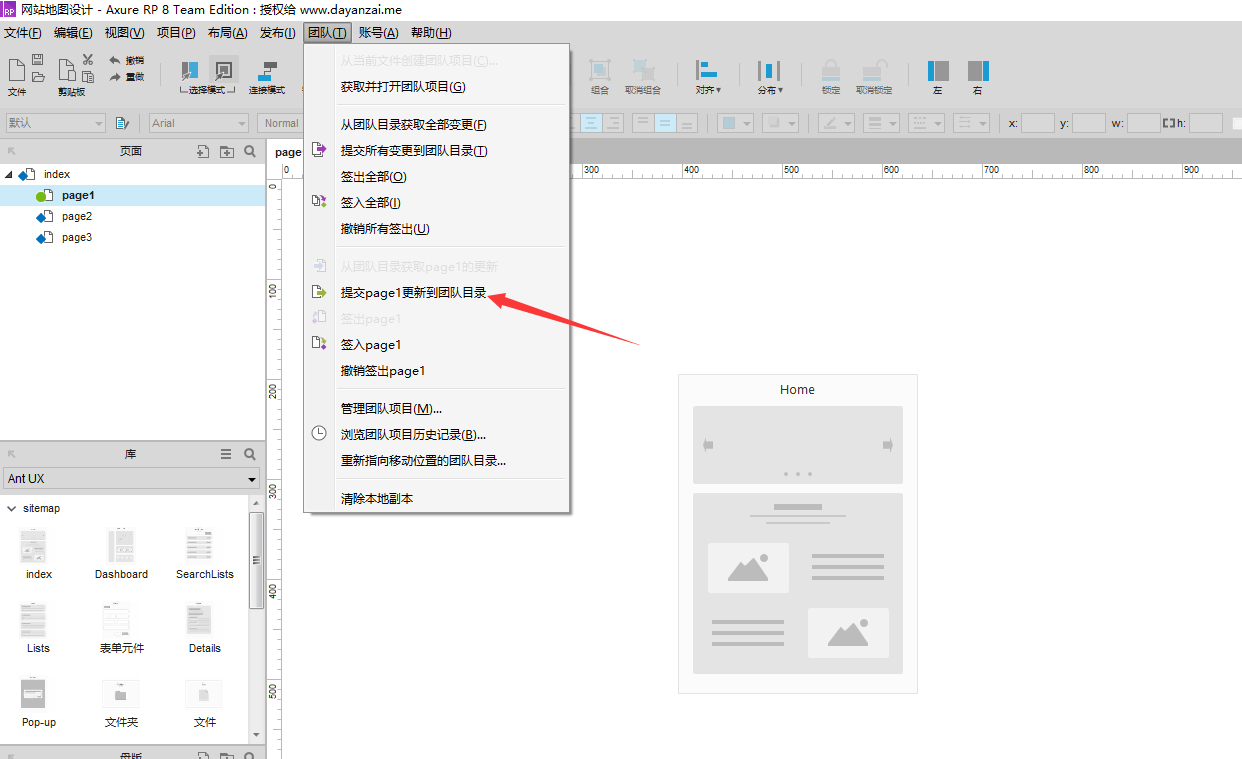 网站地图设计 - Axure RP 8 Team Edition : 授权给 www.dayanzai.me
文件(F) 编辑(E) 视图(V) 项目(P) 布局(A) 发布(I) 团队(T) 账号(A) 帮助(H)
撤销
重做
文件 剪贴板 选择模式 连接模式 组合 取消组合 对齐 分布 锁定 取消锁定 左 右
默认 Arial Normal x: y: w: h:
页面
index
page1
page2
page3
page
0 300 400 500 600 700 800 900
0
100
200
300
400
500
从当前文件创建团队项目(C)...
获取并打开团队项目(G)
从团队目录获取全部变更(F)
提交所有变更到团队目录(T)
签出全部(O)
签入全部(I)
撤销所有签出(U)
从团队目录获取page1的更新
提交page1更新到团队目录
签出page1
签入page1
撤销签出page1
管理团队项目(M)...
浏览团队项目历史记录(B)...
重新指向移动位置的团队目录...
清除本地副本
Home
库
Ant UX
sitemap
index Dashboard SearchLists
Lists 表单元件 Details
Pop-up 文件夹 文件
母版